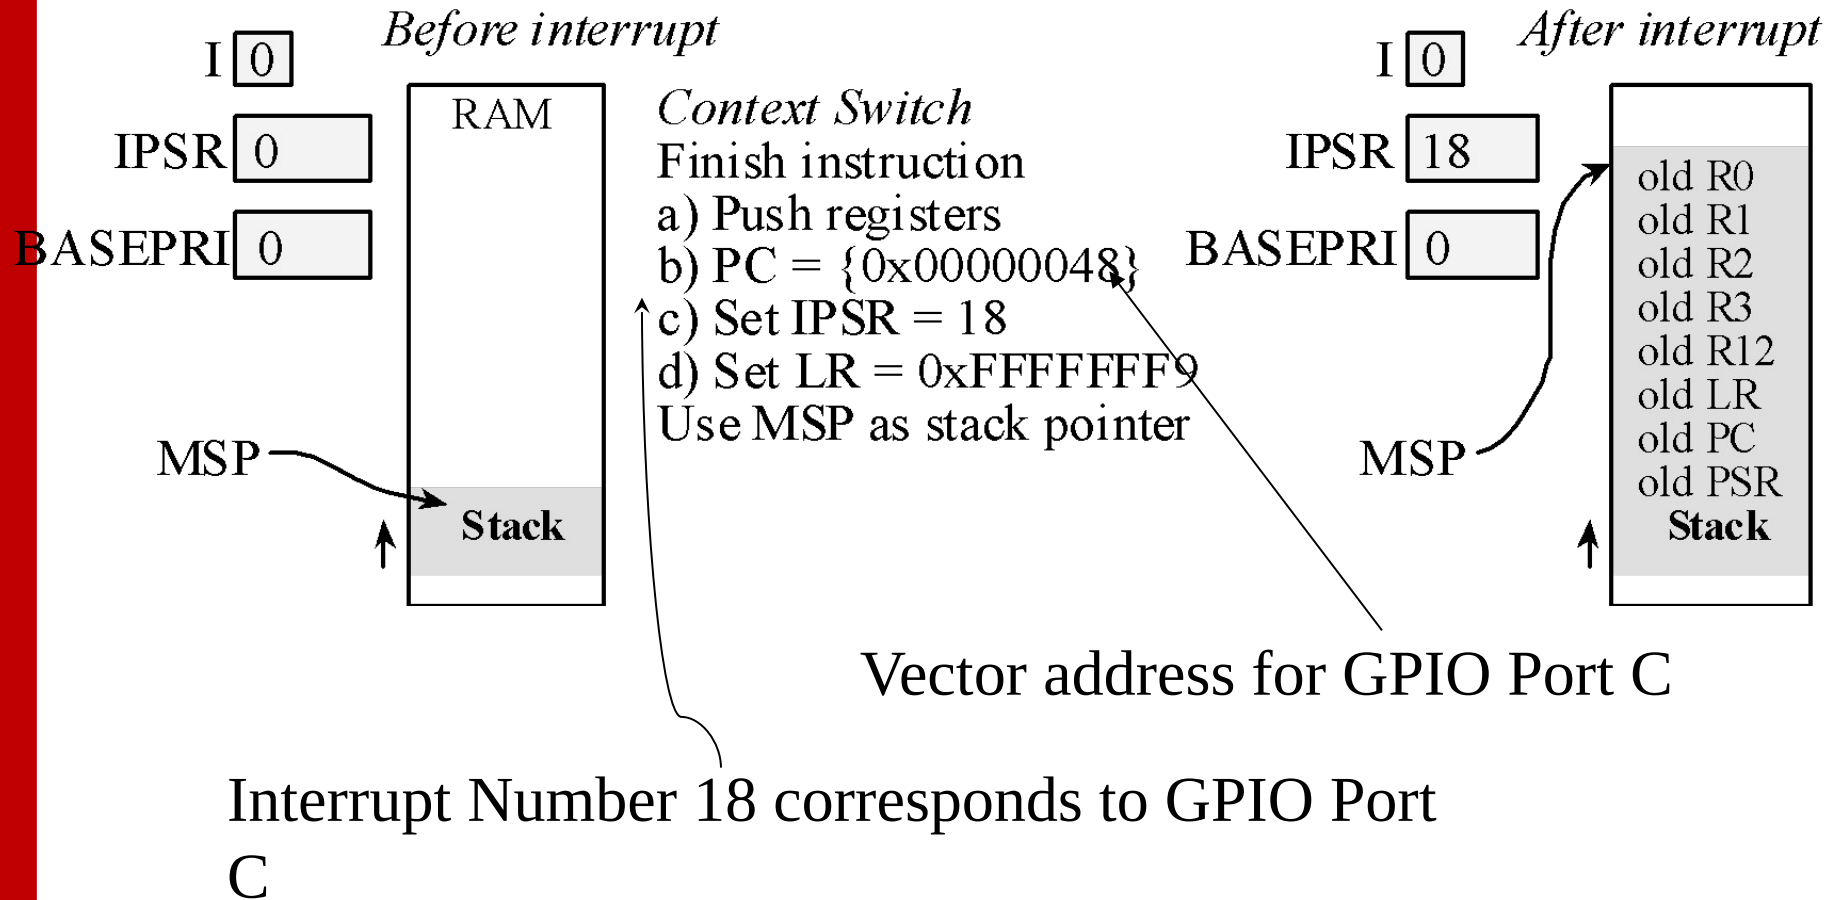 Before interrupt
I 0
IPSR 0
BASEPRI 0
RAM
MSP
Stack
Context Switch
Finish instruction
a) Push registers
b) PC = {0x00000048}
c) Set IPSR = 18
d) Set LR = 0xFFFFFFF9
Use MSP as stack pointer
After interrupt
I 0
IPSR 18
BASEPRI 0
MSP
old R0
old R1
old R2
old R3
old R12
old LR
old PC
old PSR
Stack
Vector address for GPIO Port C
Interrupt Number 18 corresponds to GPIO Port
C